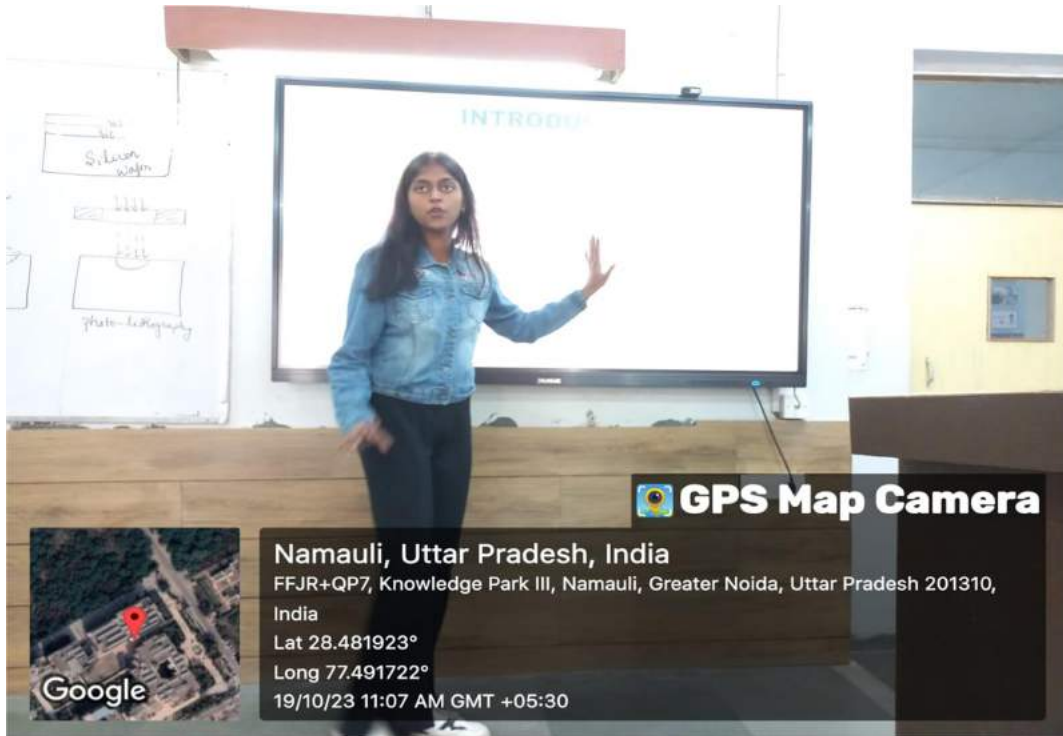 INTRODU
Silicon
wafer
photo-lithography
GPS Map Camera
Namauli, Uttar Pradesh, India
FFJR+QP7, Knowledge Park III, Namauli, Greater Noida, Uttar Pradesh 201310,
India
Lat 28.481923°
Long 77.491722°
19/10/23 11:07 AM GMT +05:30
Google